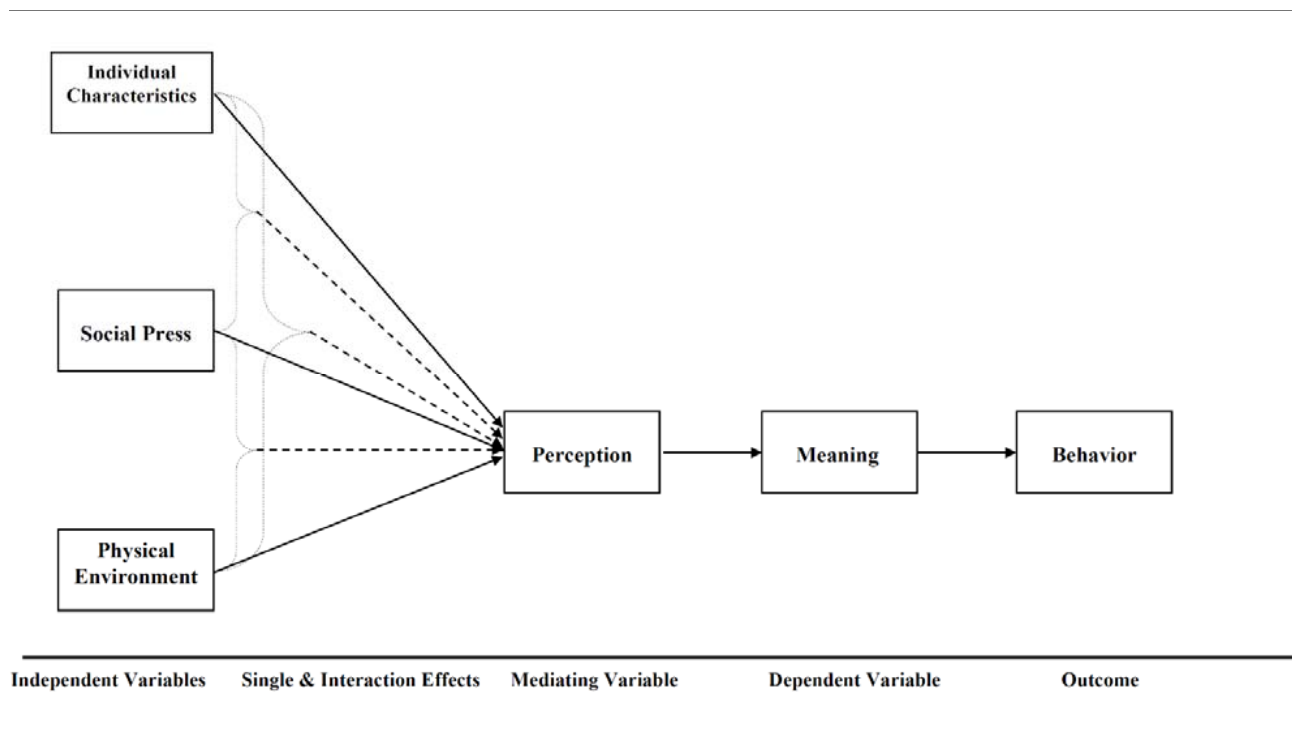 Individual
Characteristics
Social Press
Perception
Meaning
Behavior
Physical
Environment
Independent Variables
Single & Interaction Effects
Mediating Variable
Dependent Variable
Outcome